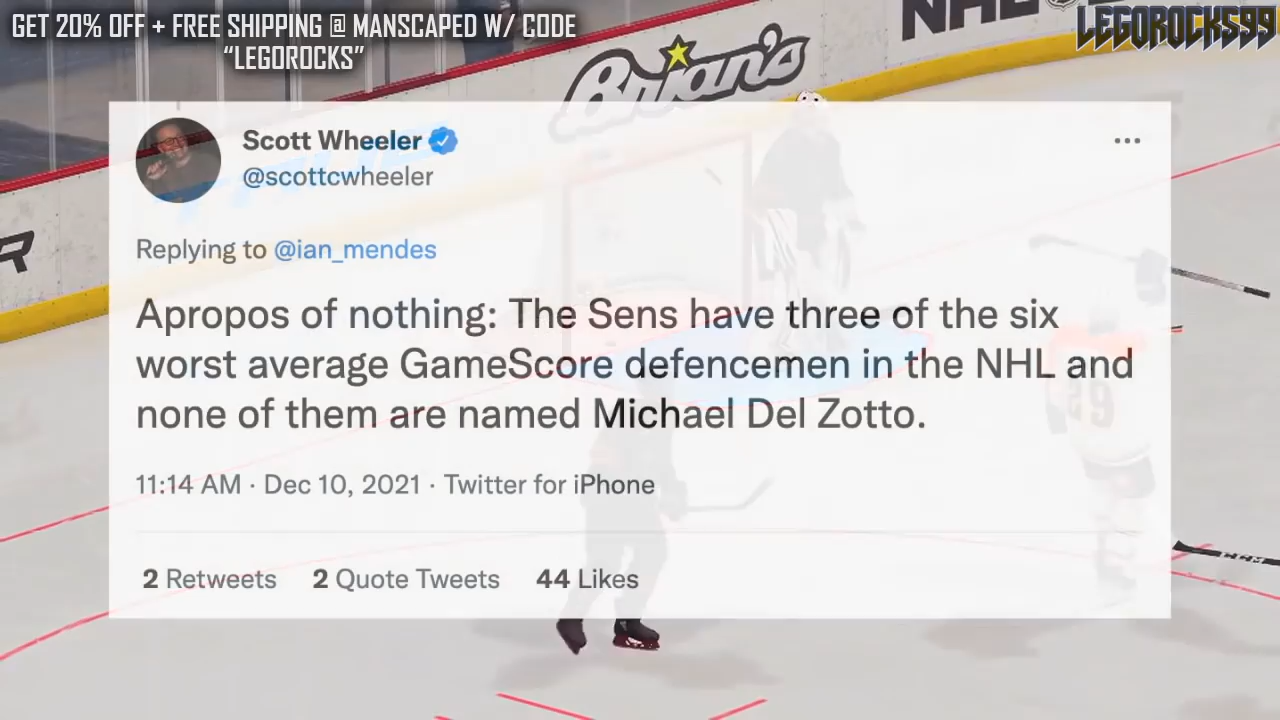 GET 20% OFF + FREE SHIPPING @ MANSCAPED W/ CODE
“LEGOROCKS”
LEGOROCKS99
NHL
Brian's
Scott Wheeler
@scottcwheeler
Replying to @ian_mendes
Apropos of nothing: The Sens have three of the six
worst average GameScore defencemen in the NHL and
none of them are named Michael Del Zotto.
11:14 AM · Dec 10, 2021 · Twitter for iPhone
2 Retweets 2 Quote Tweets 44 Likes
R
29
CCM